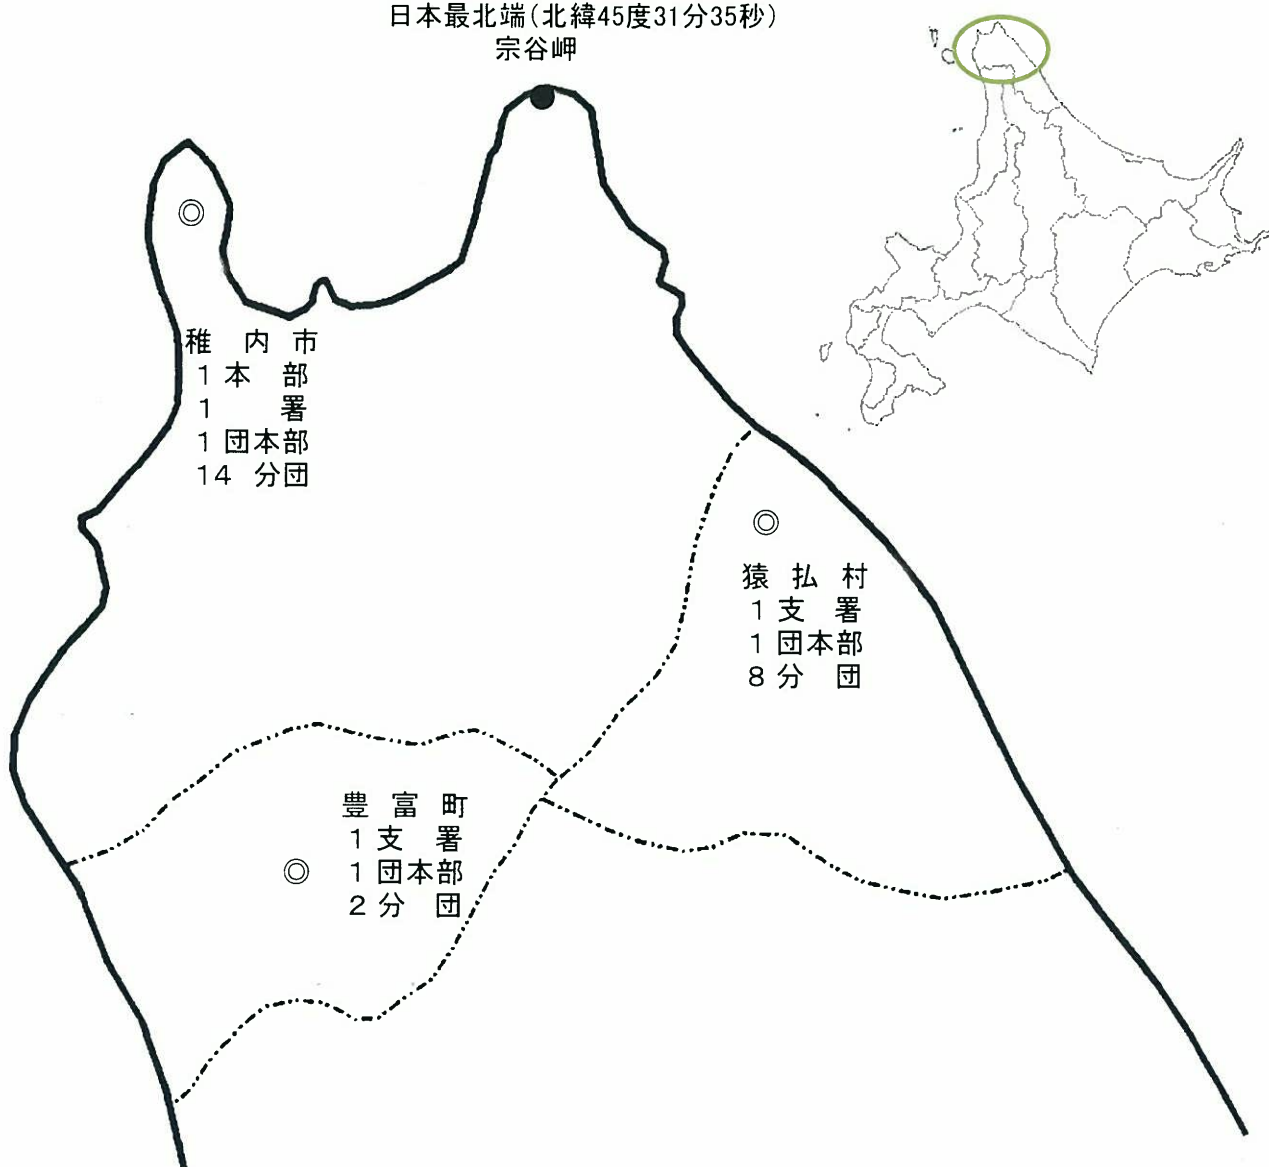 日本最北端(北緯45度31分35秒)
宗谷岬
稚　内　市
1 本　部
1　　署
1 団本部
14　分団
猿　払　村
1 支　署
1 団本部
8 分　団
豊　富　町
1 支　署
1 団本部
2 分　団